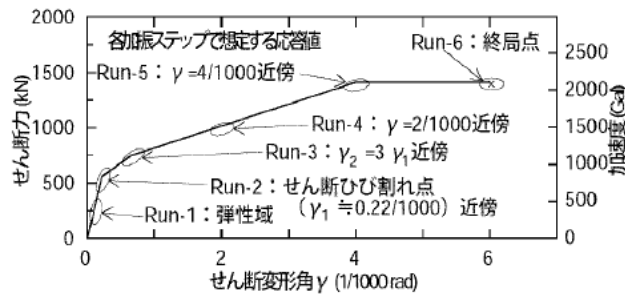 各加振ステップで想定する応答値
Run-6：終局点
Run-5：γ=4/1000近傍
Run-4：γ=2/1000近傍
Run-3：γ2=3 γ1近傍
Run-2：せん断ひび割れ点
(γ1≒0.22/1000) 近傍
Run-1：弾性域
せん断力(kN)
2000
1500
1000
500
0
加速度(Gal)
2500
2000
1500
1000
500
0
0 2 4 6
せん断変形角γ (1/1000rad)